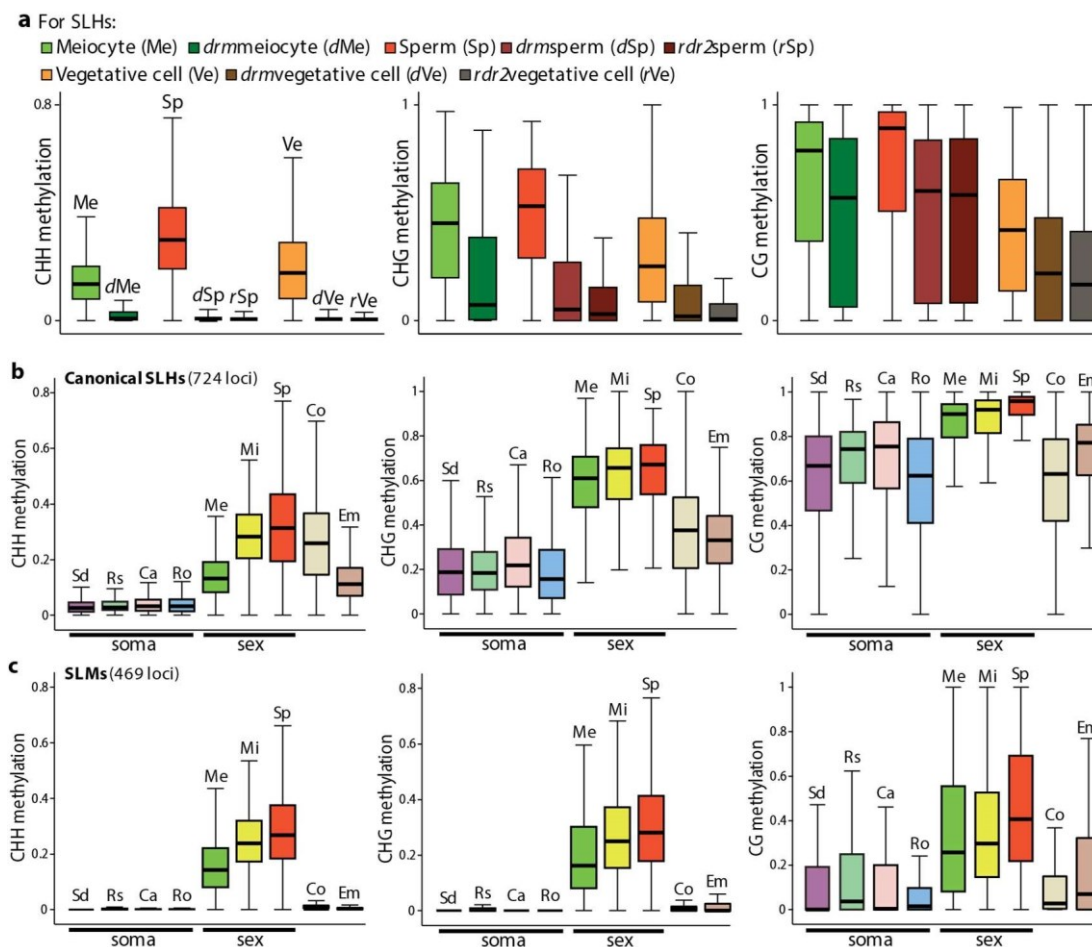 a For SLHs:
Meiocyte (Me) drmmeiocyte (dMe) Sperm (Sp) drmsperm (dSp) rdr2sperm (rSp)
Vegetative cell (Ve) drmvegetative cell (dVe) rdr2vegetative cell (rVe)
CHH methylation
0.8
0
Me
dMe
Sp
dSp
rSp
Ve
dVe
rVe
CHG methylation
1
0
CG methylation
1
0
b Canonical SLHs (724 loci)
CHH methylation
0.8
0.6
0.4
0.2
0
Sd
Rs
Ca
Ro
Me
Mi
Sp
Co
Em
soma
sex
CHG methylation
1
0.8
0.6
0.4
0.2
0
Sd
Rs
Ca
Ro
Me
Mi
Sp
Co
Em
soma
sex
CG methylation
1
0.8
0.6
0.4
0.2
0
Sd
Rs
Ca
Ro
Me
Mi
Sp
Co
soma
sex
c SLMs (469 loci)
CHH methylation
0.8
0.6
0.4
0.2
0
Sd
Rs
Ca
Ro
Me
Mi
Sp
Co
Em
soma
sex
CHG methylation
0.8
0.6
0.4
0.2
0
Sd
Rs
Ca
Ro
Me
Mi
Sp
Co
Em
soma
sex
CG methylation
1
0.8
0.6
0.4
0.2
0
Sd
Rs
Ca
Ro
Me
Mi
Sp
Co
soma
sex